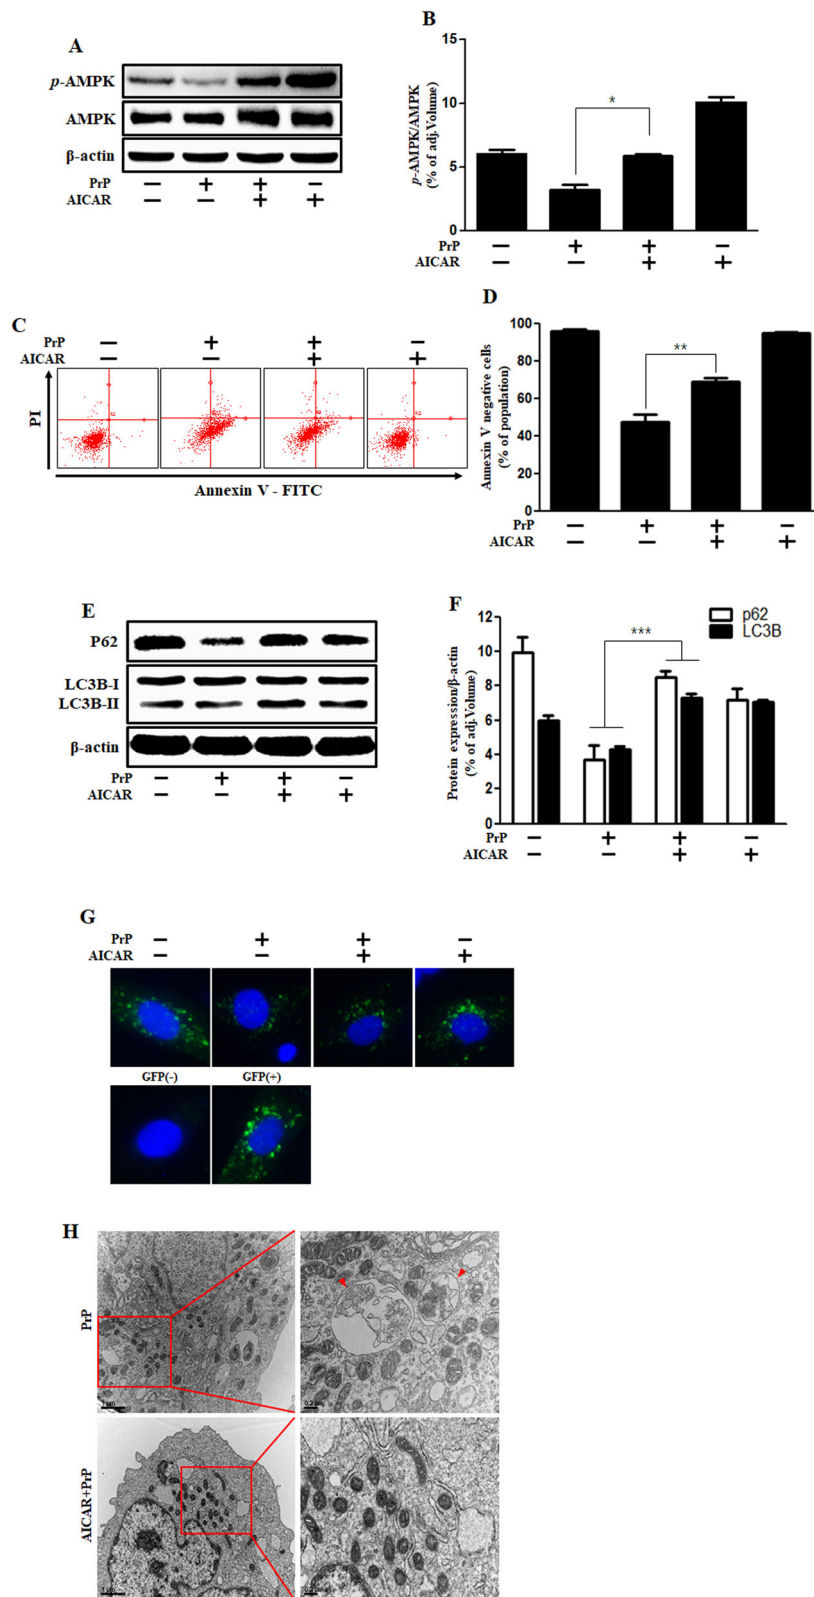 A
p-AMPK
AMPK
β-actin
PrP − + + −
AICAR − − + +
B
p-AMPK/AMPK
(% of adj.Volume)
15
10
5
0
*
PrP − + + −
AICAR − − + +
C
PrP − + + −
AICAR − − + +
PI
Annexin V - FITC
D
Annexin V negative cells
(% of population)
100
80
60
40
20
0
**
PrP − + + −
AICAR − − + +
E
P62
LC3B-I
LC3B-II
β-actin
PrP − + + −
AICAR − − + +
F
Protein expression/β-actin
(% of adj.Volume)
12
10
8
6
4
2
0
***
p62
LC3B
PrP − + + −
AICAR − − + +
G
PrP − + + −
AICAR − − + +
GFP(-) GFP(+)
H
PrP
AICAR+PrP